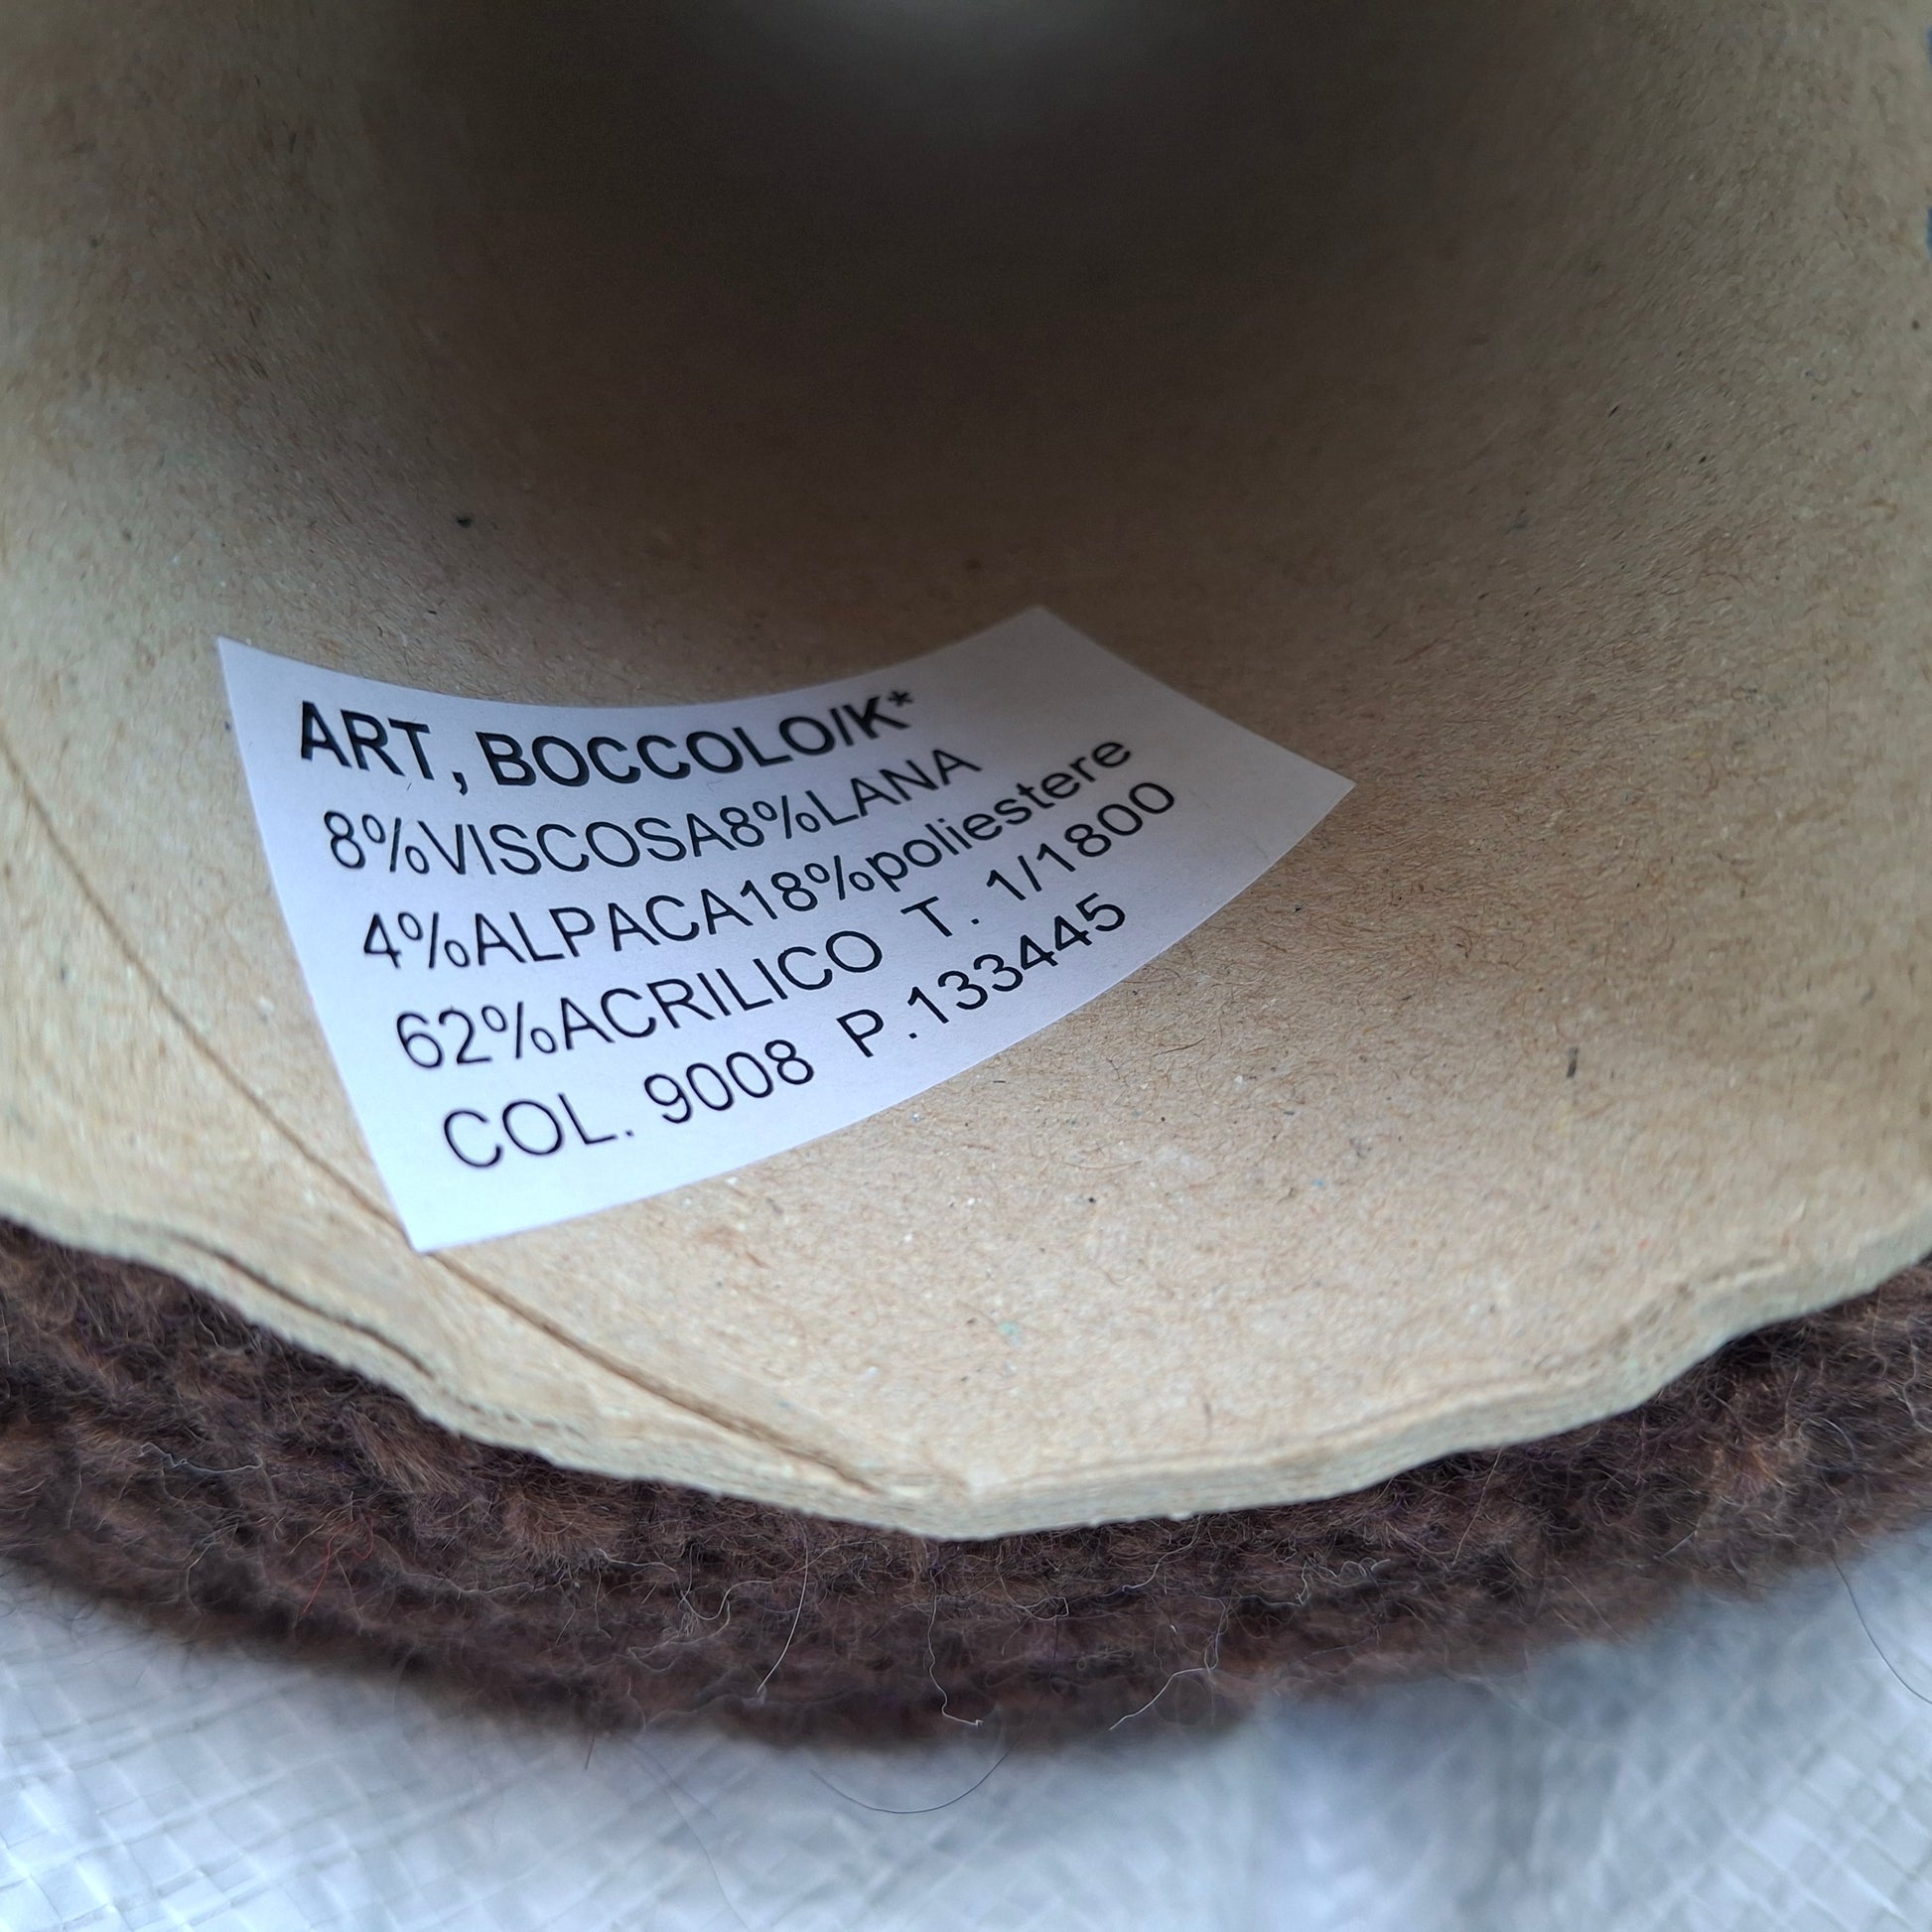 ART, BOCCOLO/K*
8%VISCOSA8%LANA
4%ALPACA18%poliestere
62%ACRILICO T. 1/1800
COL. 9008 P.133445